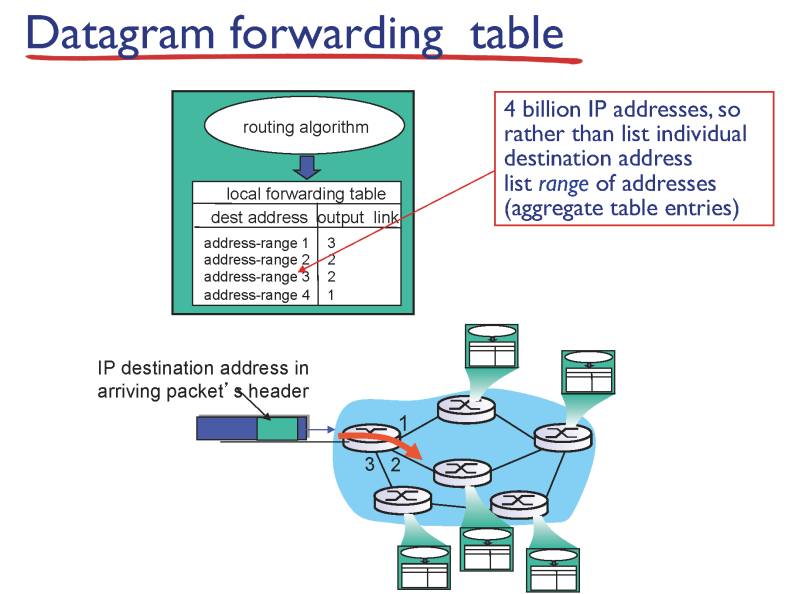 Datagram forwarding table
routing algorithm
local forwarding table
dest address output link
address-range 1 3
address-range 2 2
address-range 3 2
address-range 4 1
4 billion IP addresses, so
rather than list individual
destination address
list range of addresses
(aggregate table entries)
IP destination address in
arriving packet’s header
1
3 2